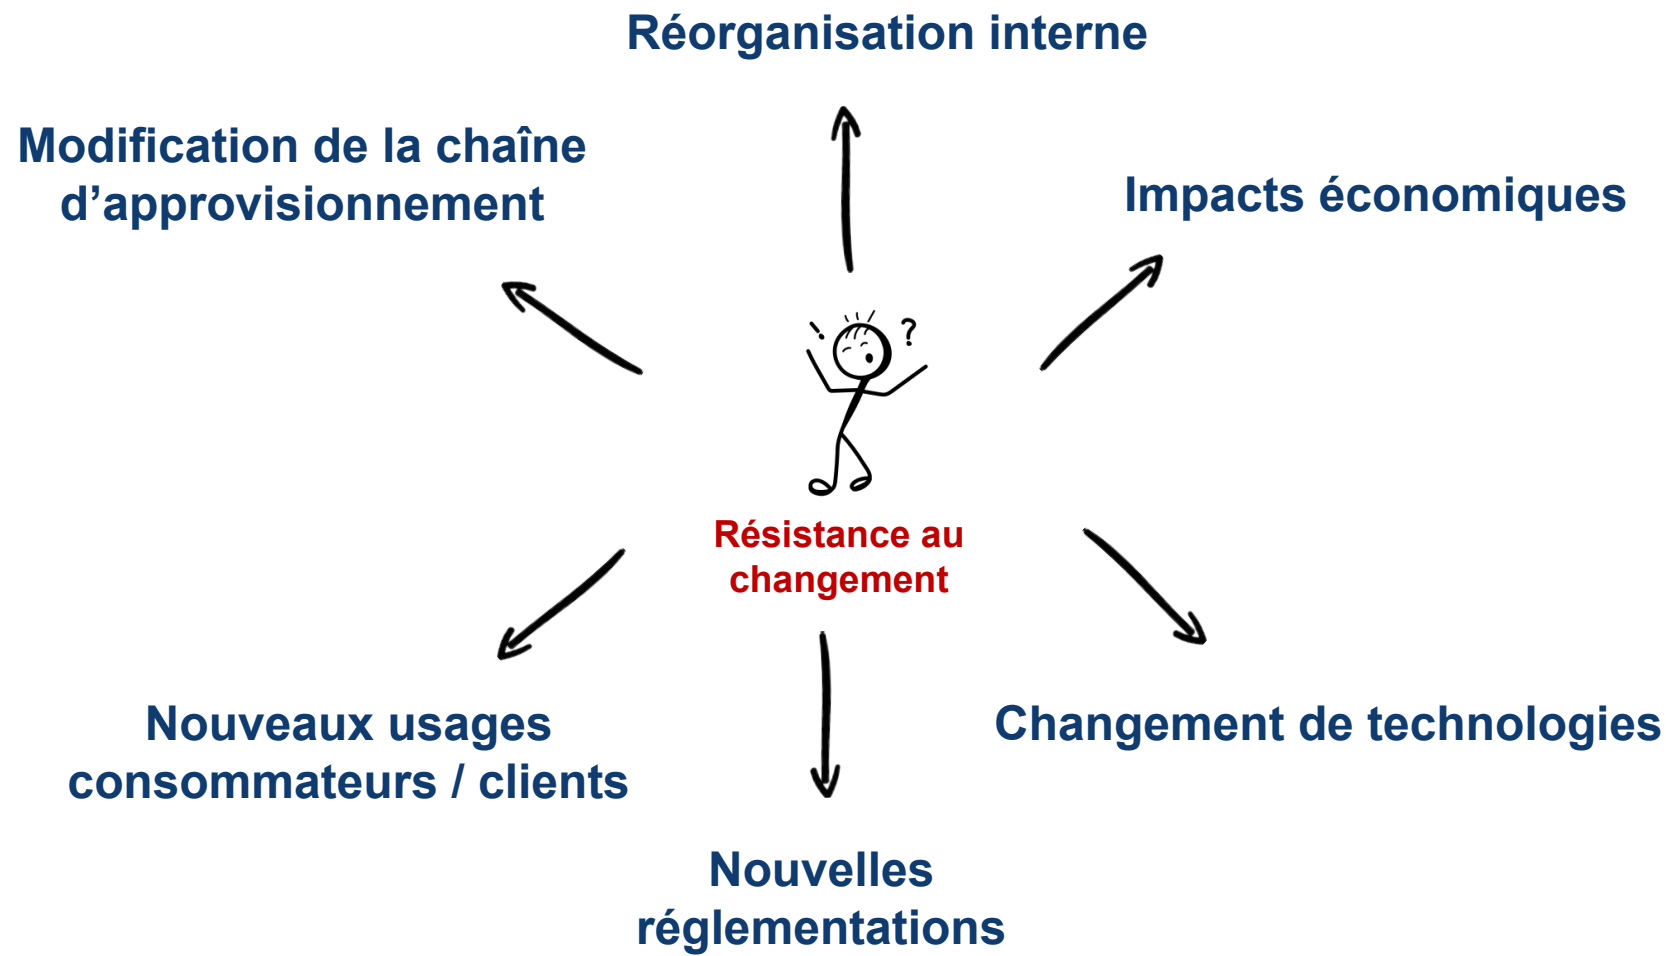 Réorganisation interne
Modification de la chaîne
d’approvisionnement
Impacts économiques
! ?
Résistance au
changement
Nouveaux usages
consommateurs / clients
Changement de technologies
Nouvelles
réglementations